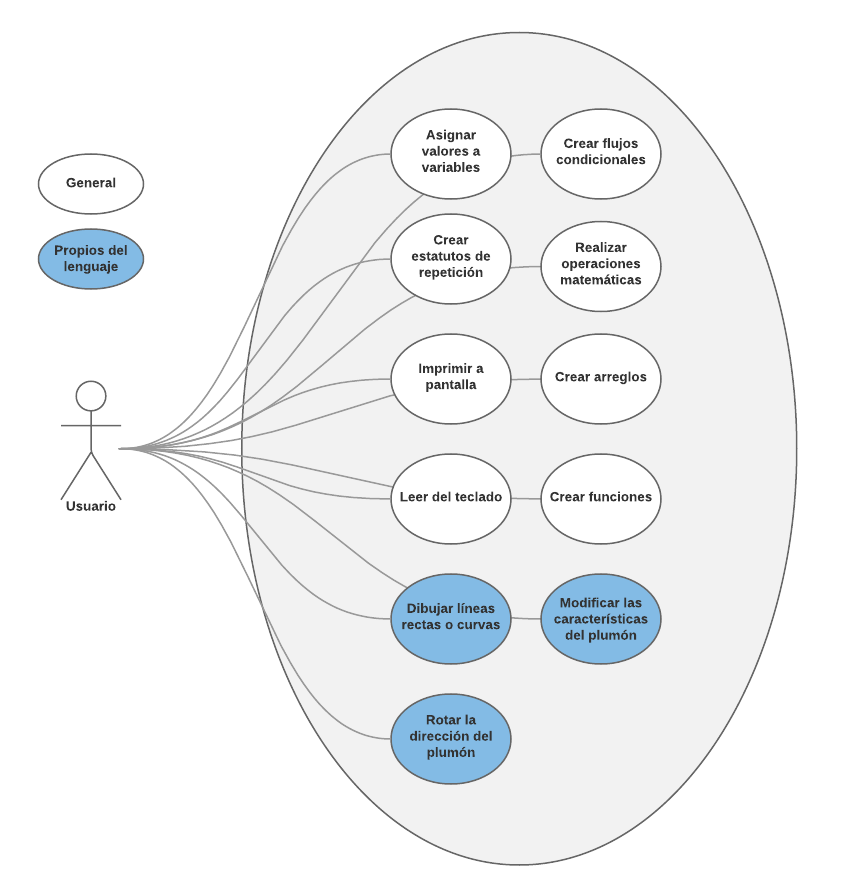 General
Propios del
lenguaje
Usuario
Asignar
valores a
variables
Crear flujos
condicionales
Crear
estatutos de
repetición
Realizar
operaciones
matemáticas
Imprimir a
pantalla
Crear arreglos
Leer del teclado
Crear funciones
Dibujar líneas
rectas o curvas
Modificar las
características
del plumón
Rotar la
dirección del
plumón